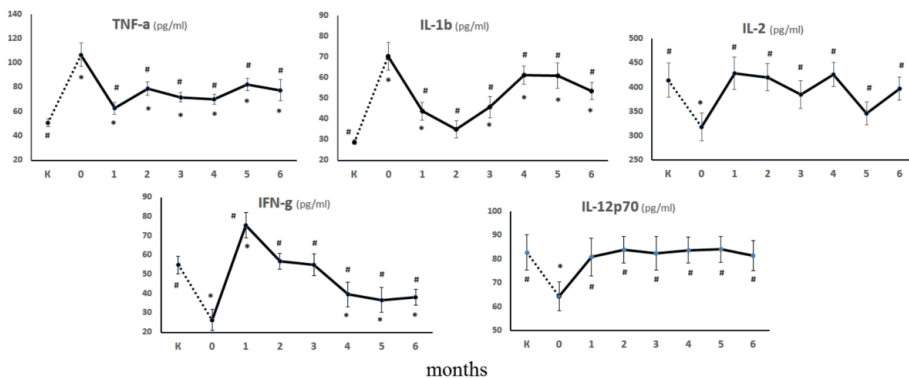 TNF-a (pg/ml)
140
120
100
80
60
40
20
# * # * # * # * # * # * # *
K 0 1 2 3 4 5 6
IL-1b (pg/ml)
90
80
70
60
50
40
30
20
# * # * # # * # * # * # *
K 0 1 2 3 4 5 6
IL-2 (pg/ml)
500
450
400
350
300
250
# * # # # # # #
K 0 1 2 3 4 5 6
IFN-g (pg/ml)
90
80
70
60
50
40
30
20
# * # * # # # * # * # *
K 0 1 2 3 4 5 6
IL-12p70 (pg/ml)
100
90
80
70
60
50
# * # # # # # #
K 0 1 2 3 4 5 6
months